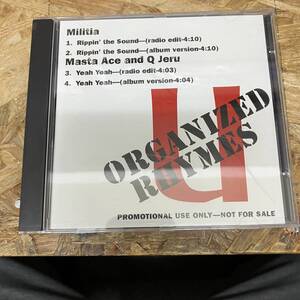 Militia
1. Rippin' the Sound—(radio edit-4:10)
2. Rippin' the Sound—(album version-4:10)
Masta Ace and Q Jeru
3. Yeah Yeah—(radio edit-4:03)
4. Yeah Yeah—(album version-4:04)
U
ORGANIZED
RHYMES
PROMOTIONAL USE ONLY—NOT FOR SALE